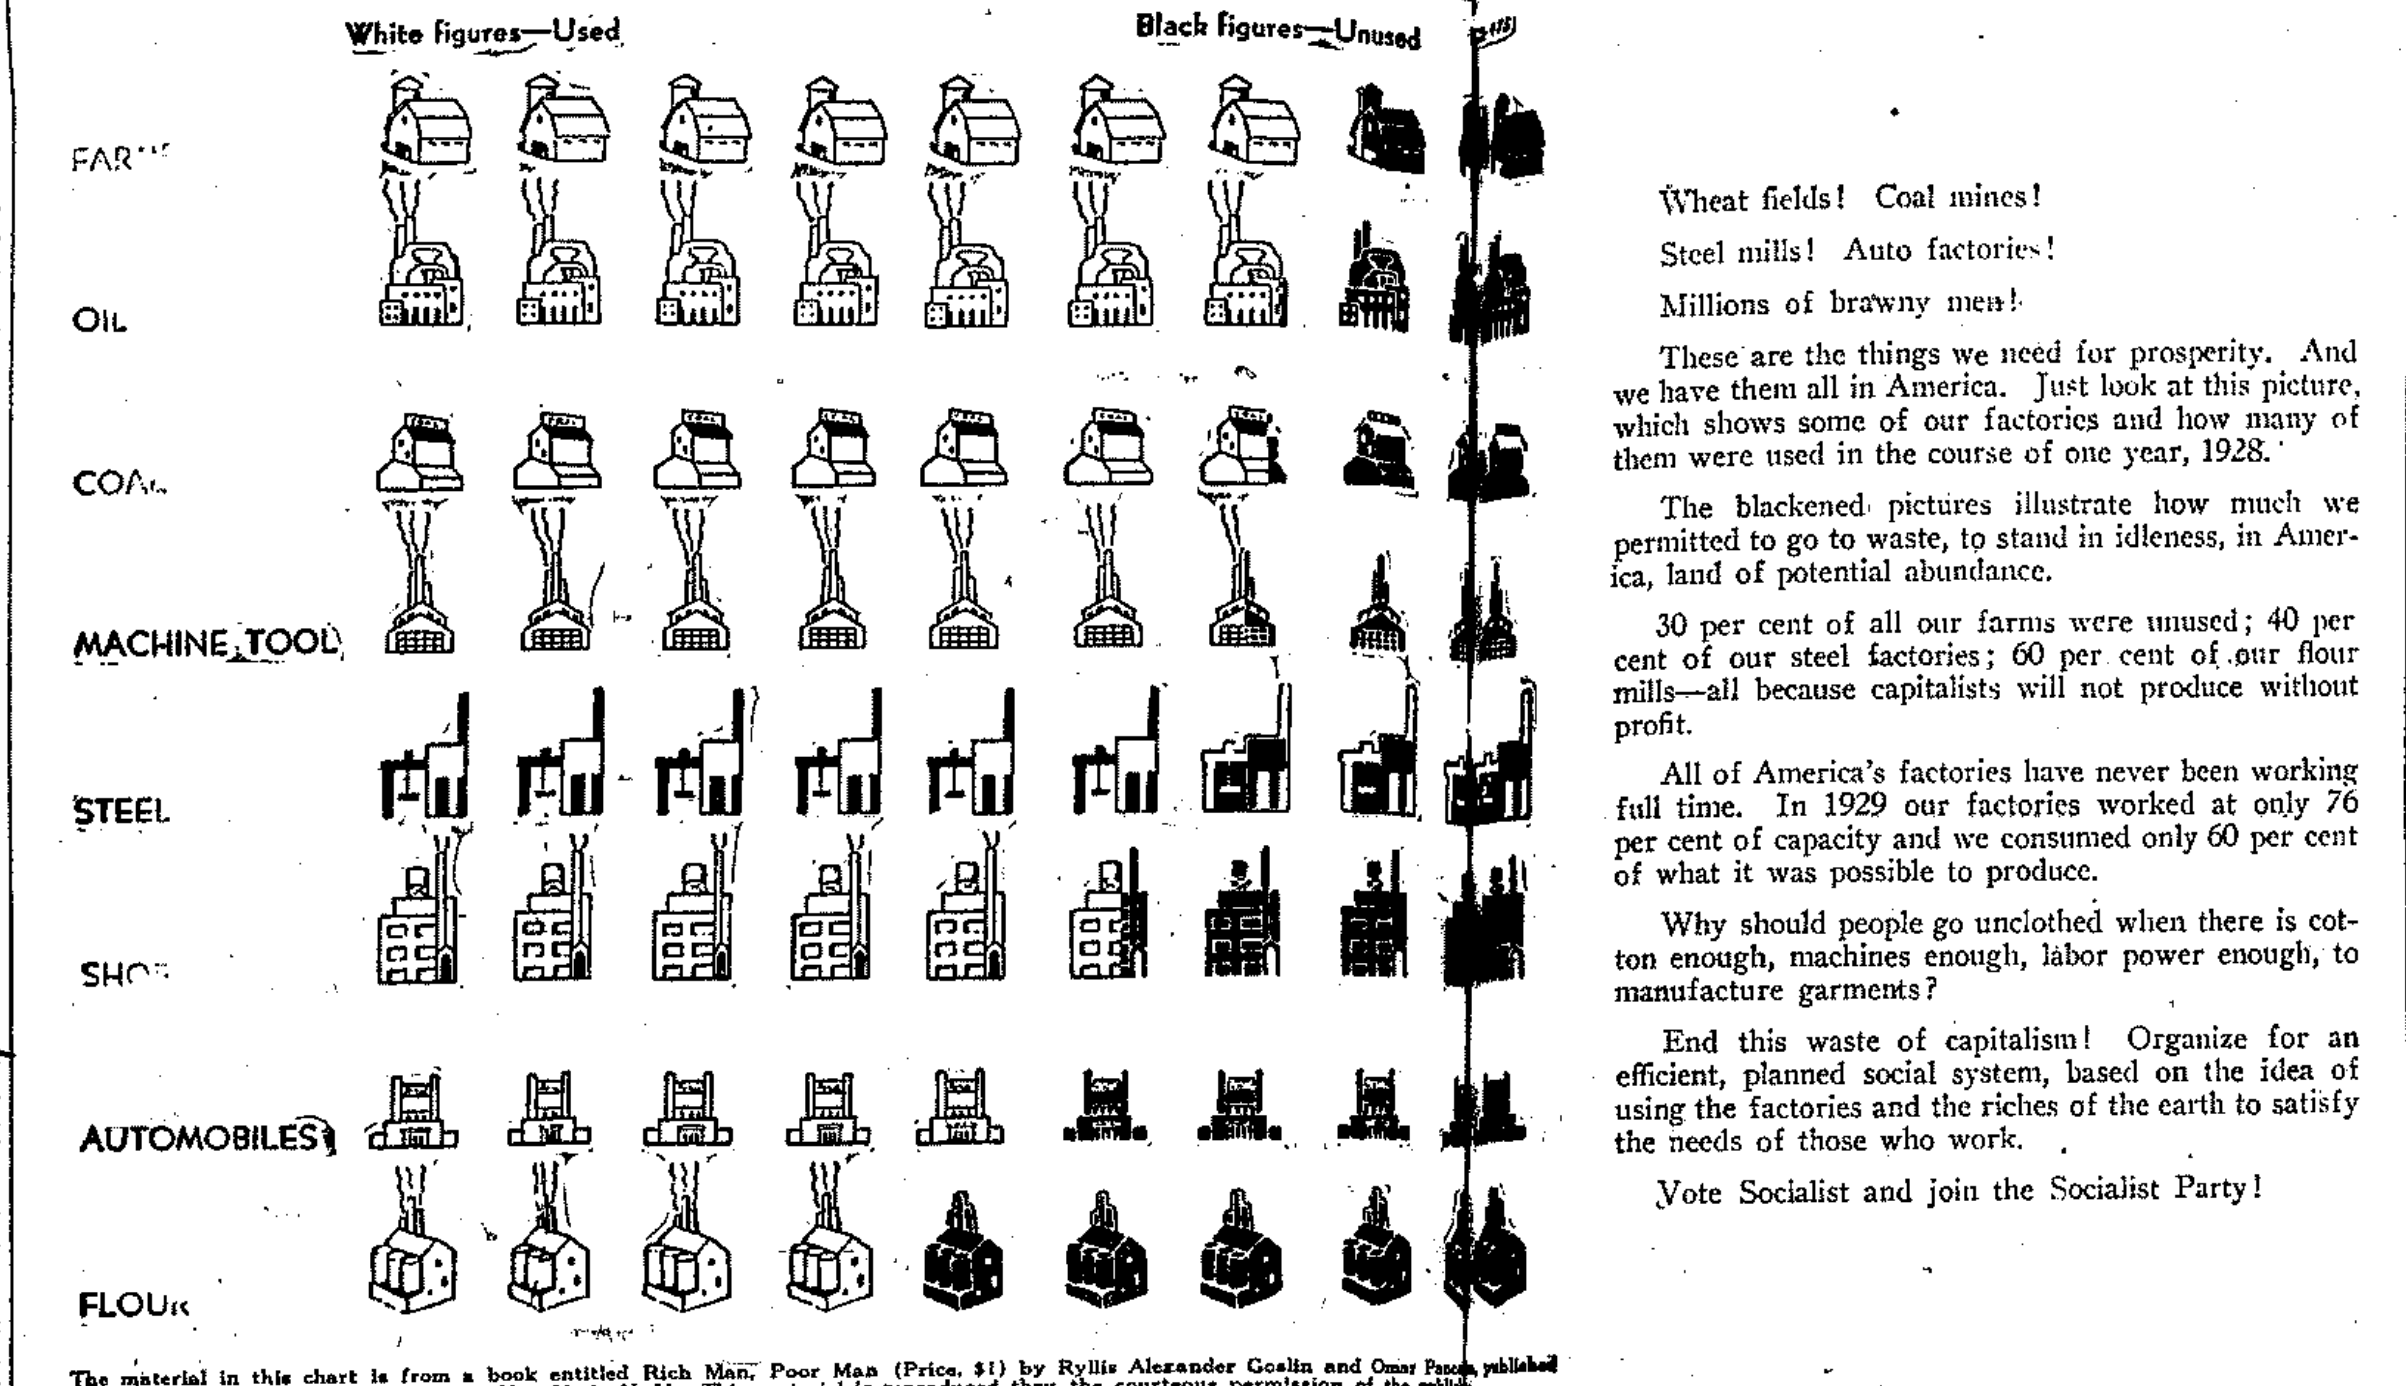 White figures—Used
Black figures—Unused
FAR
OIL
COAL
MACHINE TOOL
STEEL
SHOE
AUTOMOBILES
FLOUR
The material in this chart is from a book entitled Rich Man, Poor Man (Price, $1) by Ryllis Alexander Goslin and Omar published
the courteous permission of the
Wheat fields! Coal mines!
Steel mills! Auto factories!
Millions of brawny men!
These are the things we need for prosperity. And
we have them all in America. Just look at this picture,
which shows some of our factories and how many of
them were used in the course of one year, 1928.
The blackened pictures illustrate how much we
permitted to go to waste, to stand in idleness, in Amer-
ica, land of potential abundance.
30 per cent of all our farms were unused; 40 per
cent of our steel factories; 60 per cent of our flour
mills—all because capitalists will not produce without
profit.
All of America's factories have never been working
full time. In 1929 our factories worked at only 76
per cent of capacity and we consumed only 60 per cent
of what it was possible to produce.
Why should people go unclothed when there is cot-
ton enough, machines enough, labor power enough, to
manufacture garments?
End this waste of capitalism! Organize for an
efficient, planned social system, based on the idea of
using the factories and the riches of the earth to satisfy
the needs of those who work.
Vote Socialist and join the Socialist Party!